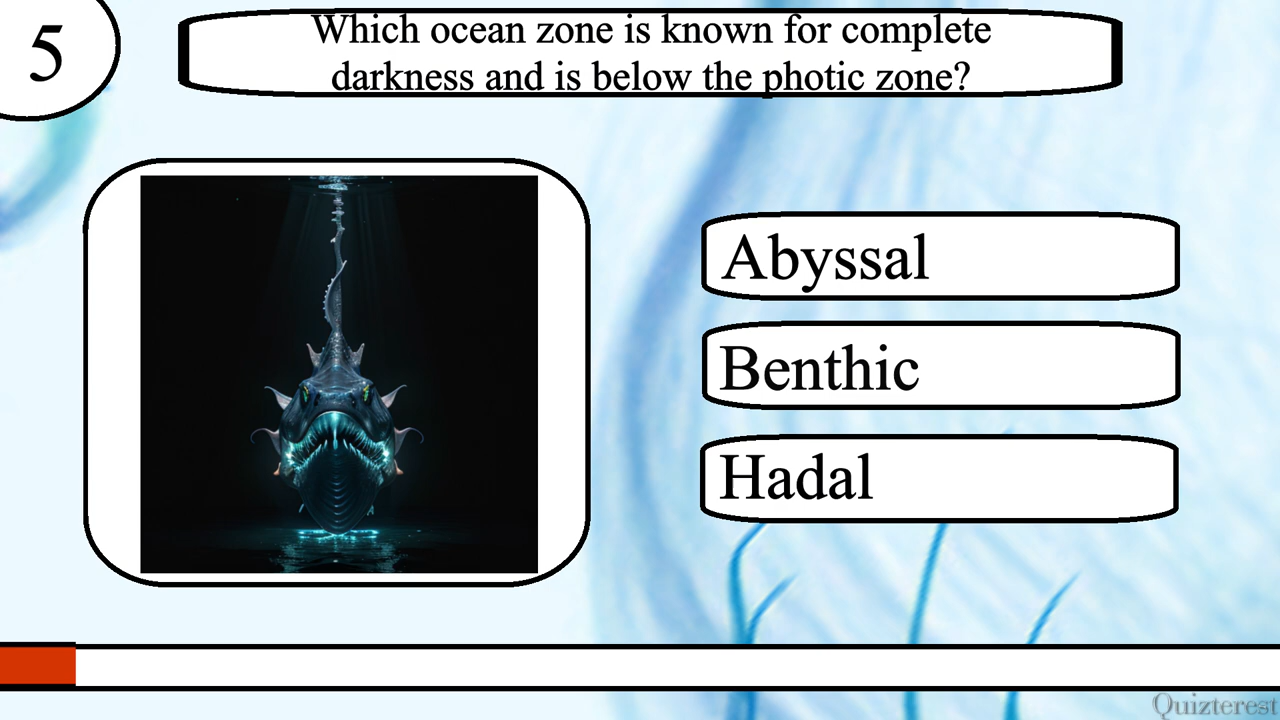 5
Which ocean zone is known for complete
darkness and is below the photic zone?
Abyssal
Benthic
Hadal
Quizterest